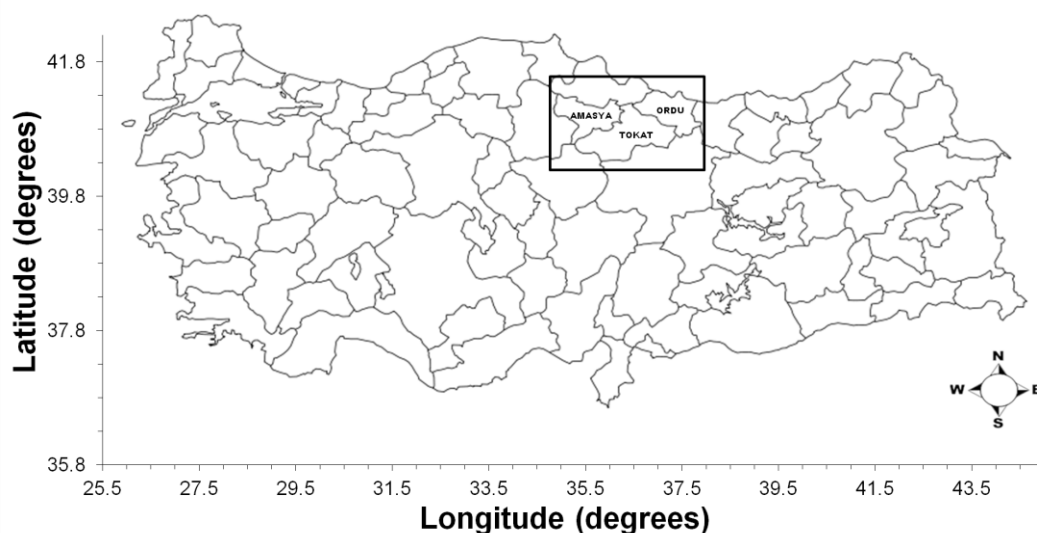 Latitude (degrees)
41.8
39.8
37.8
35.8
AMASYA
ORDU
TOKAT
N
W
E
S
25.5 27.5 29.5 31.5 33.5 35.5 37.5 39.5 41.5 43.5
Longitude (degrees)